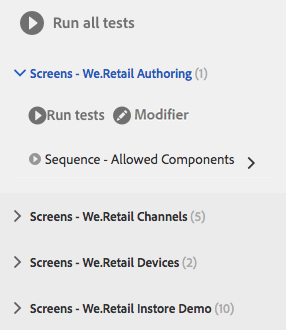 Run all tests
Screens - We.Retail Authoring (1)
Run tests Modifier
Sequence - Allowed Components
Screens - We.Retail Channels (5)
Screens - We.Retail Devices (2)
Screens - We.Retail Instore Demo (10)